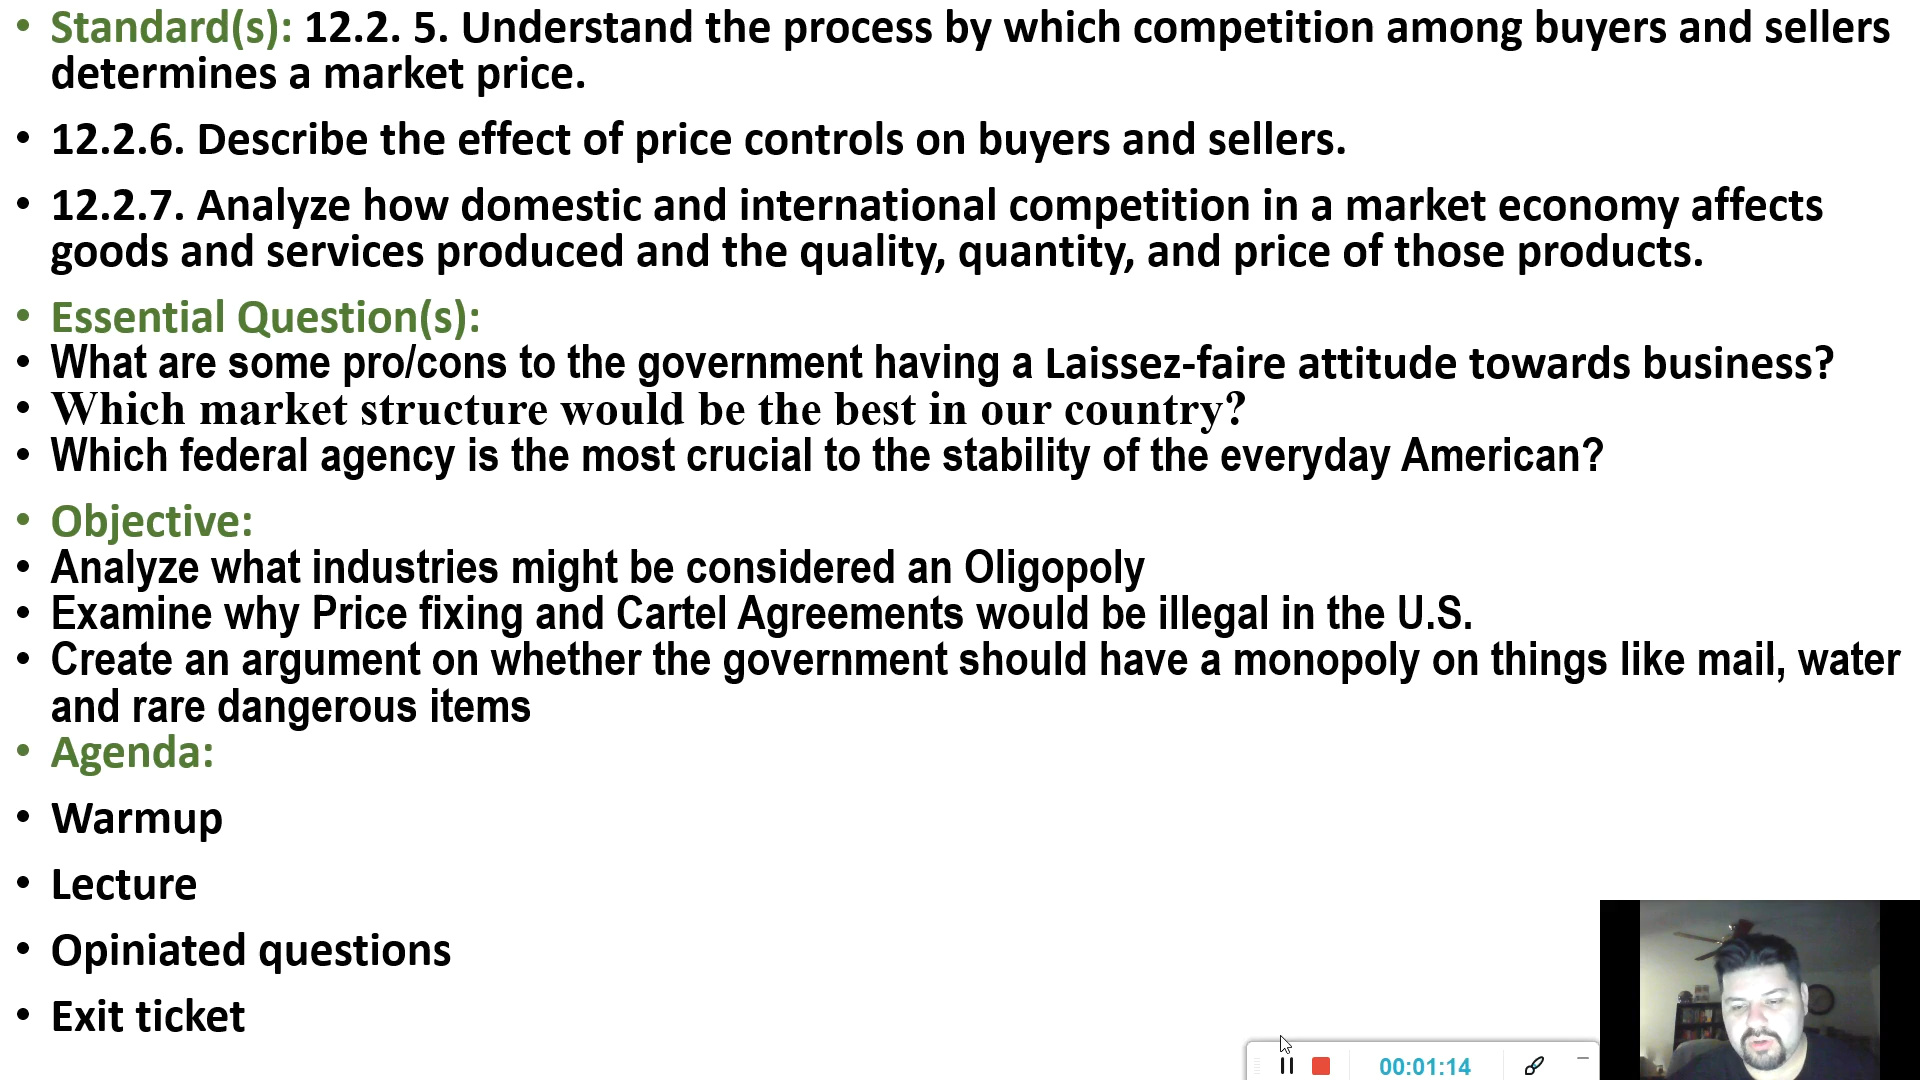 • Standard(s): 12.2. 5. Understand the process by which competition among buyers and sellers
determines a market price.
• 12.2.6. Describe the effect of price controls on buyers and sellers.
• 12.2.7. Analyze how domestic and international competition in a market economy affects
goods and services produced and the quality, quantity, and price of those products.
• Essential Question(s):
• What are some pro/cons to the government having a Laissez-faire attitude towards business?
• Which market structure would be the best in our country?
• Which federal agency is the most crucial to the stability of the everyday American?
• Objective:
• Analyze what industries might be considered an Oligopoly
• Examine why Price fixing and Cartel Agreements would be illegal in the U.S.
• Create an argument on whether the government should have a monopoly on things like mail, water
and rare dangerous items
• Agenda:
• Warmup
• Lecture
• Opiniated questions
• Exit ticket
00:01:14